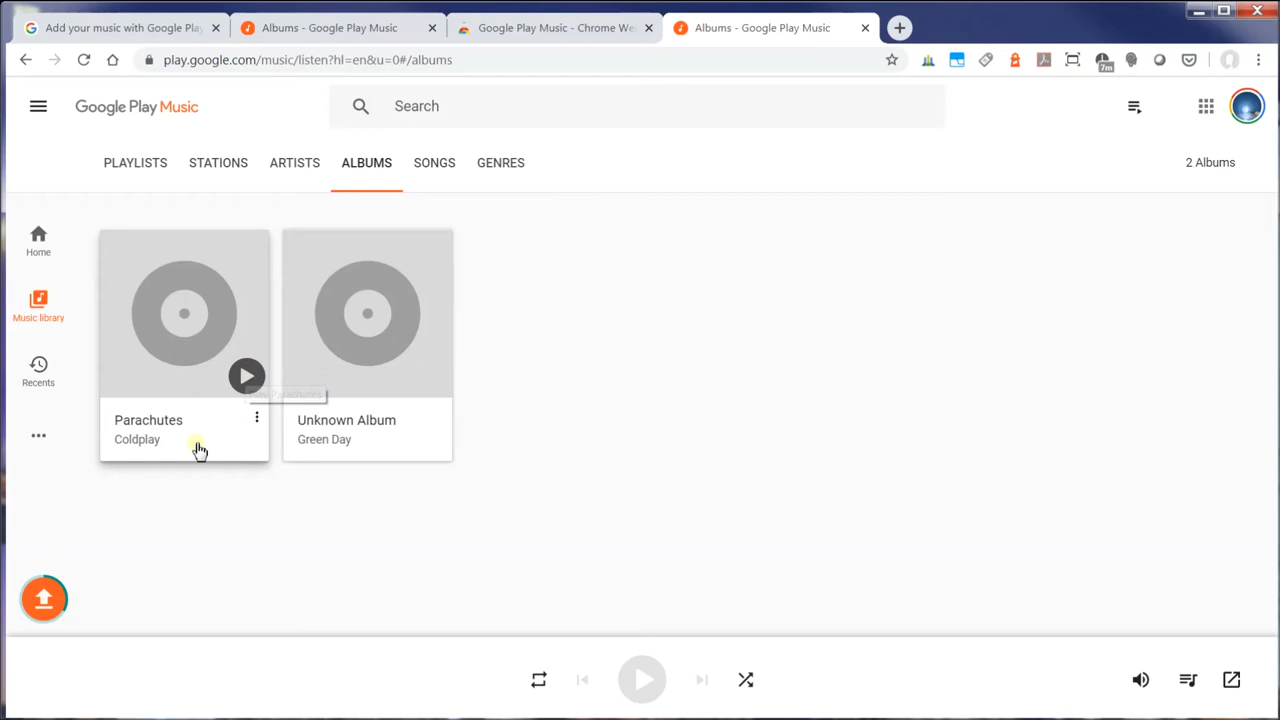 Add your music with Google Play
Albums - Google Play Music
Google Play Music - Chrome We
Albums - Google Play Music
play.google.com/music/listen?hl=en&u=0#/albums
7m
Google Play Music
Search
PLAYLISTS
STATIONS
ARTISTS
ALBUMS
SONGS
GENRES
2 Albums
Home
Music library
Recents
Parachutes
Coldplay
Unknown Album
Green Day